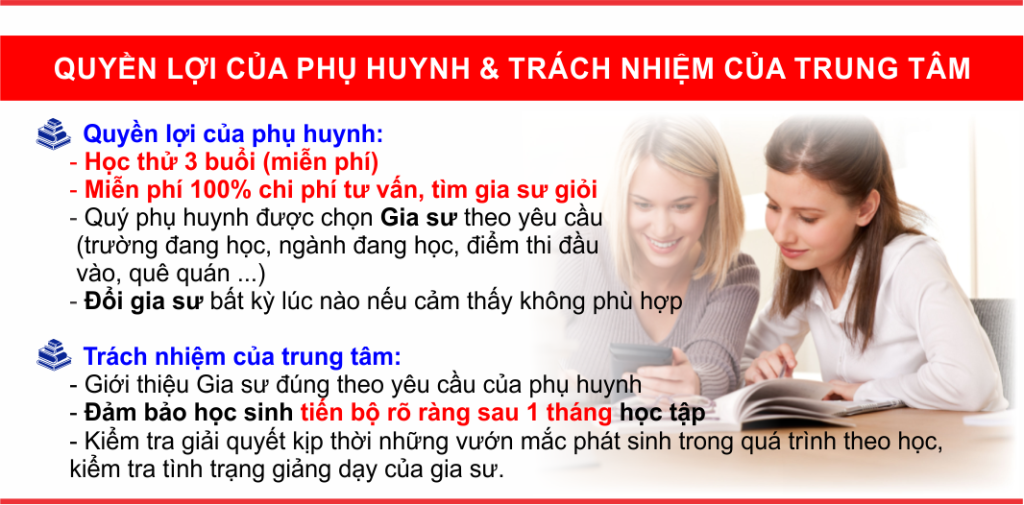 QUYỀN LỢI CỦA PHỤ HUYNH & TRÁCH NHIỆM CỦA TRUNG TÂM
Quyền lợi của phụ huynh:
- Học thử 3 buổi (miễn phí)
- Miễn phí 100% chi phí tư vấn, tìm gia sư giỏi
- Quý phụ huynh được chọn Gia sư theo yêu cầu
(trường đang học, ngành đang học, điểm thi đầu
vào, quê quán ...)
- Đổi gia sư bất kỳ lúc nào nếu cảm thấy không phù hợp
Trách nhiệm của trung tâm:
- Giới thiệu Gia sư đúng theo yêu cầu của phụ huynh
- Đảm bảo học sinh tiến bộ rõ ràng sau 1 tháng học tập
- Kiểm tra giải quyết kịp thời những vướn mắc phát sinh trong quá trình theo học,
kiểm tra tình trạng giảng dạy của gia sư.